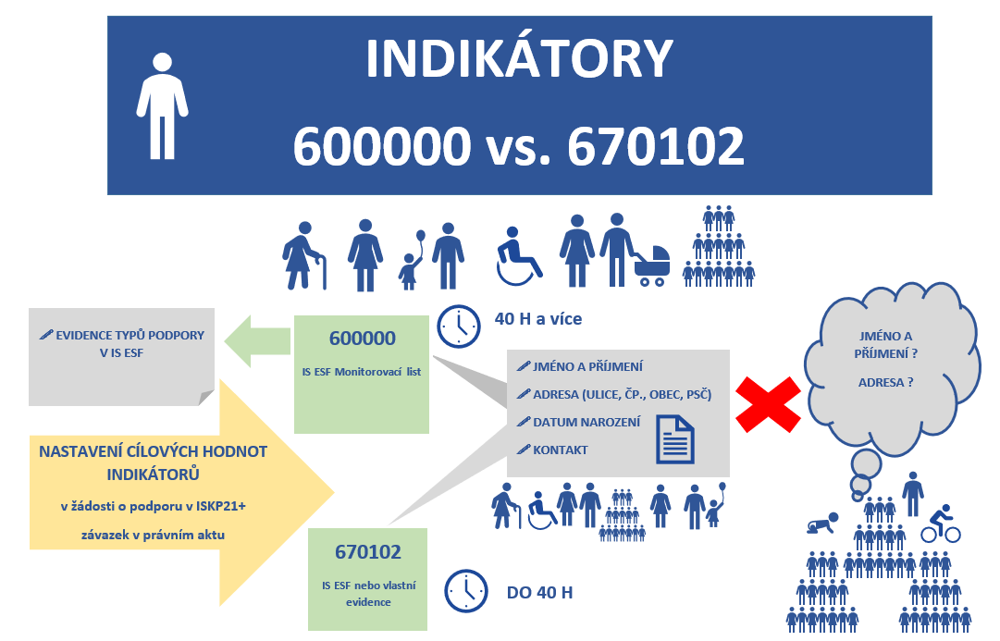 INDIKÁTORY
600000 vs. 670102
EVIDENCE TYPŮ PODPORY
V IS ESF
600000
IS ESF Monitorovací list
40 H a více
JMÉNO A PŘÍJMENÍ
ADRESA (ULICE, ČP., OBEC, PSČ)
DATUM NAROZENÍ
KONTAKT
JMÉNO A
PŘÍJMENÍ ?
ADRESA ?
NASTAVENÍ CÍLOVÝCH HODNOT
INDIKÁTORŮ
v žádosti o podporu v ISKP21+
závazek v právním aktu
670102
IS ESF nebo vlastní
evidence
DO 40 H